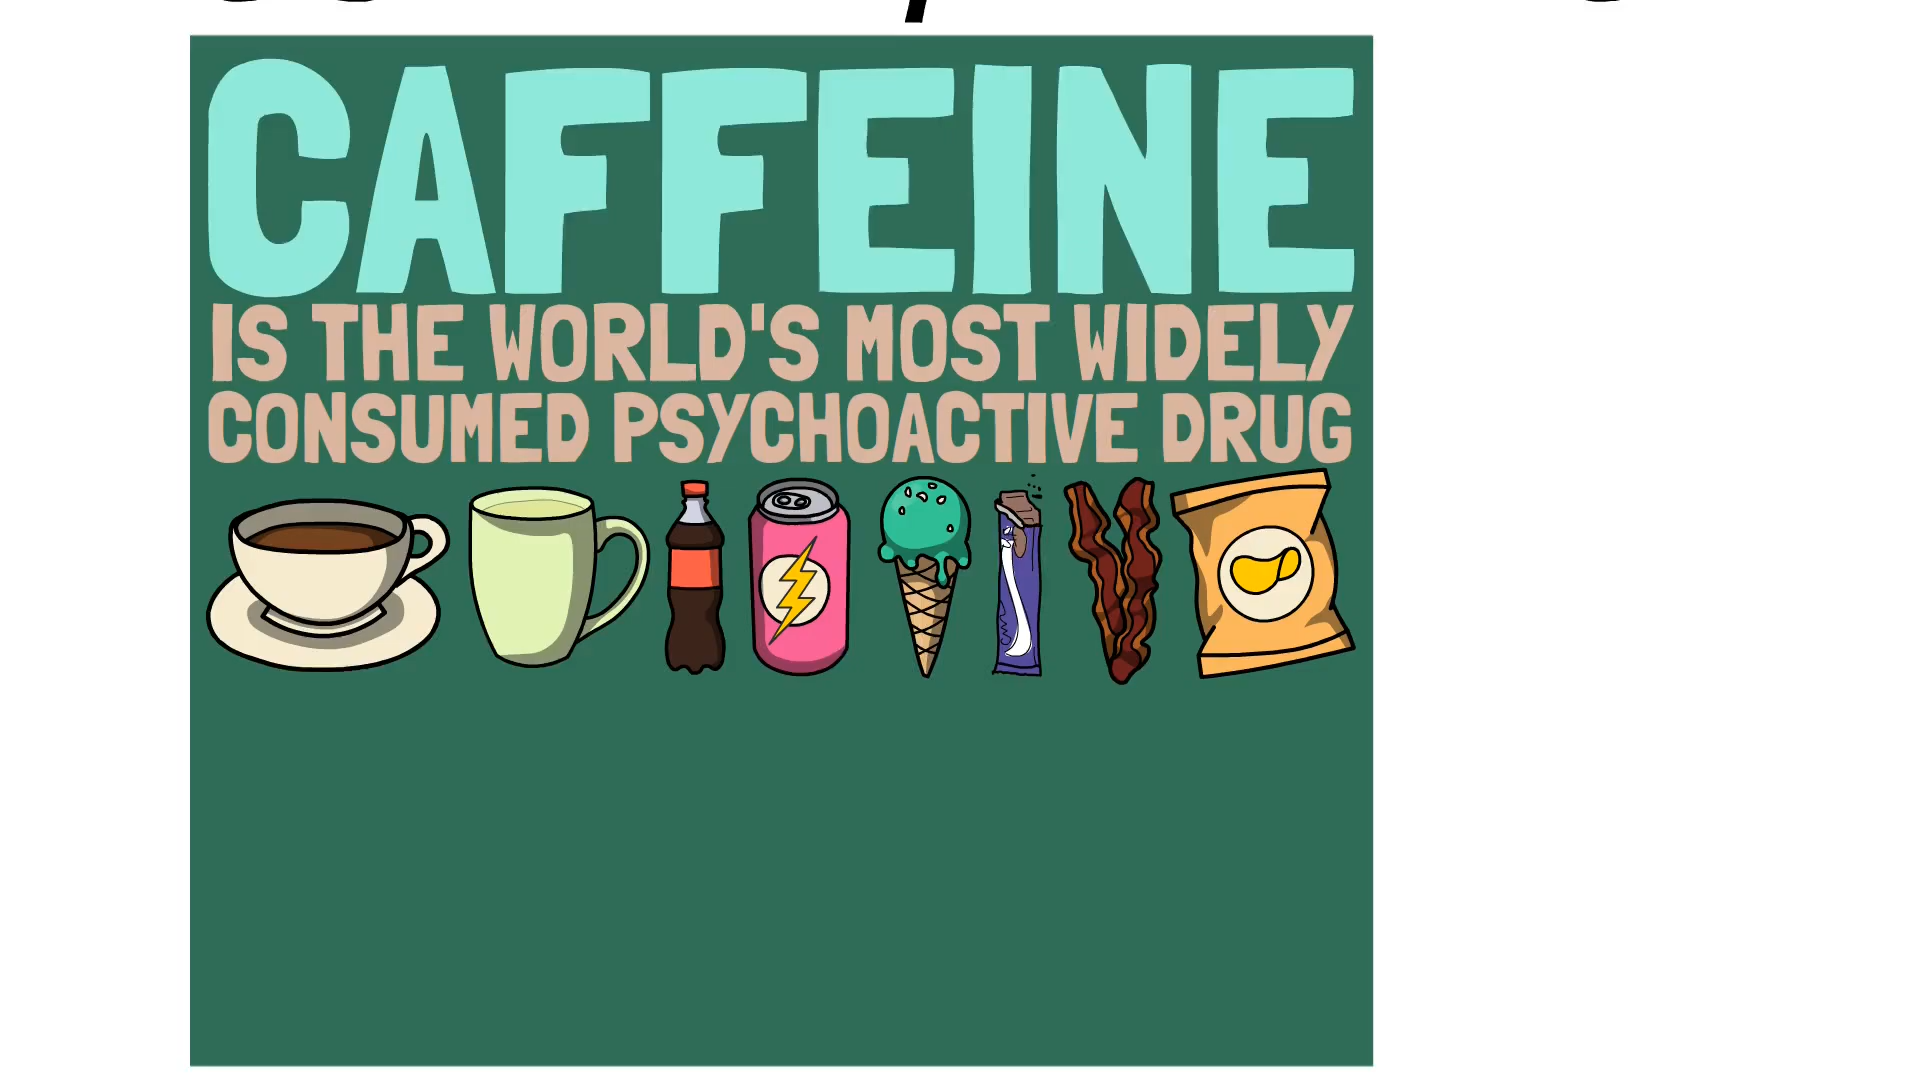 CAFFEINE
IS THE WORLD'S MOST WIDELY
CONSUMED PSYCHOACTIVE DRUG